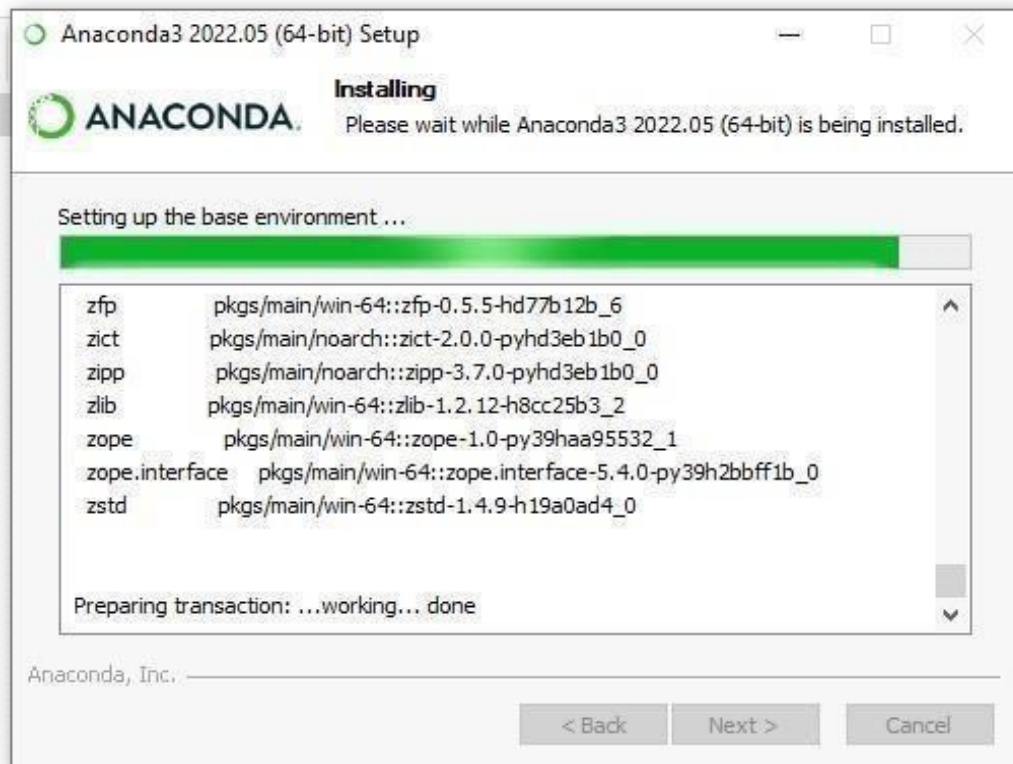 Anaconda3 2022.05 (64-bit) Setup
ANACONDA.
Installing
Please wait while Anaconda3 2022.05 (64-bit) is being installed.
Setting up the base environment ...
zfp pkgs/main/win-64::zfp-0.5.5-hd77b12b_6
zict pkgs/main/noarch::zict-2.0.0-pyhd3eb1b0_0
zipp pkgs/main/noarch::zipp-3.7.0-pyhd3eb1b0_0
zlib pkgs/main/win-64::zlib-1.2.12-h8cc25b3_2
zope pkgs/main/win-64::zope-1.0-py39haa95532_1
zope.interface pkgs/main/win-64::zope.interface-5.4.0-py39h2bbff1b_0
zstd pkgs/main/win-64::zstd-1.4.9-h19a0ad4_0
Preparing transaction: ...working... done
Anaconda, Inc.
< Back Next > Cancel